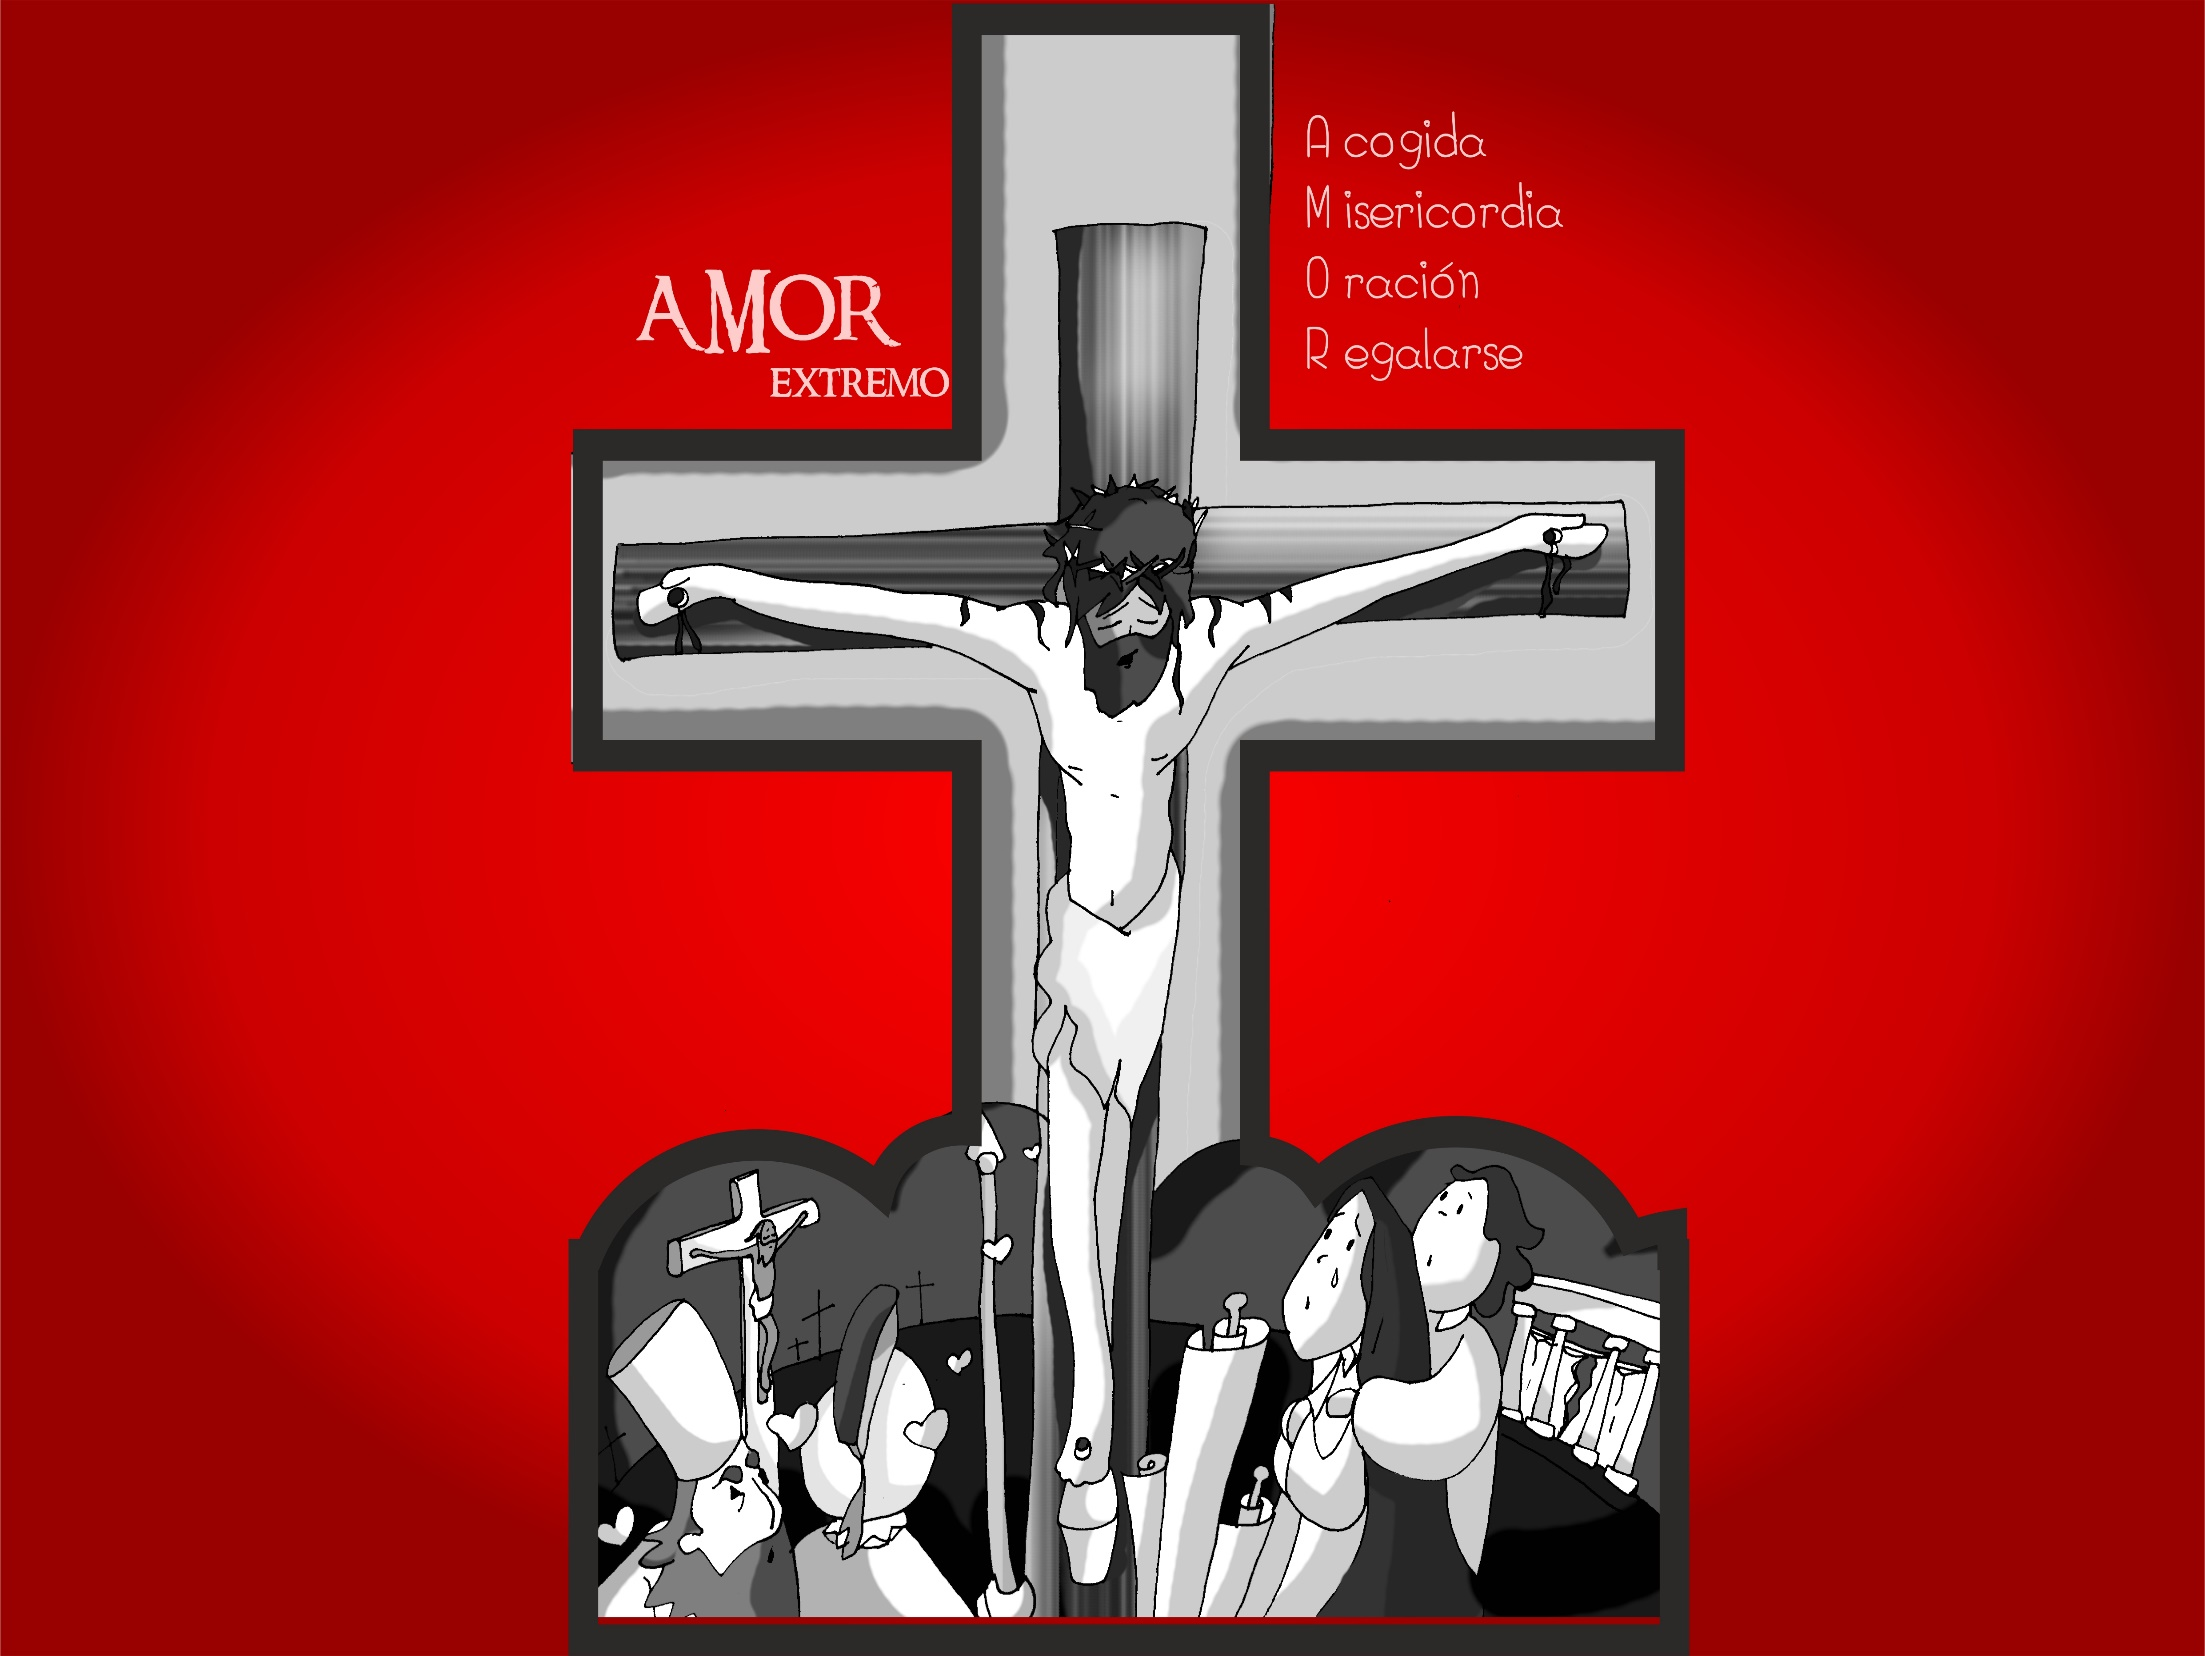 AMOR
EXTREMO
A cogida
M isericordia
O ración
R egalarse